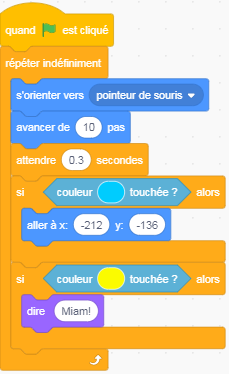 quand est cliqué
répéter indéfiniment
s'orienter vers pointeur de souris
avancer de 10 pas
attendre 0.3 secondes
si couleur touchée ? alors
aller à x: -212 y: -136
si couleur touchée ? alors
dire Miam!